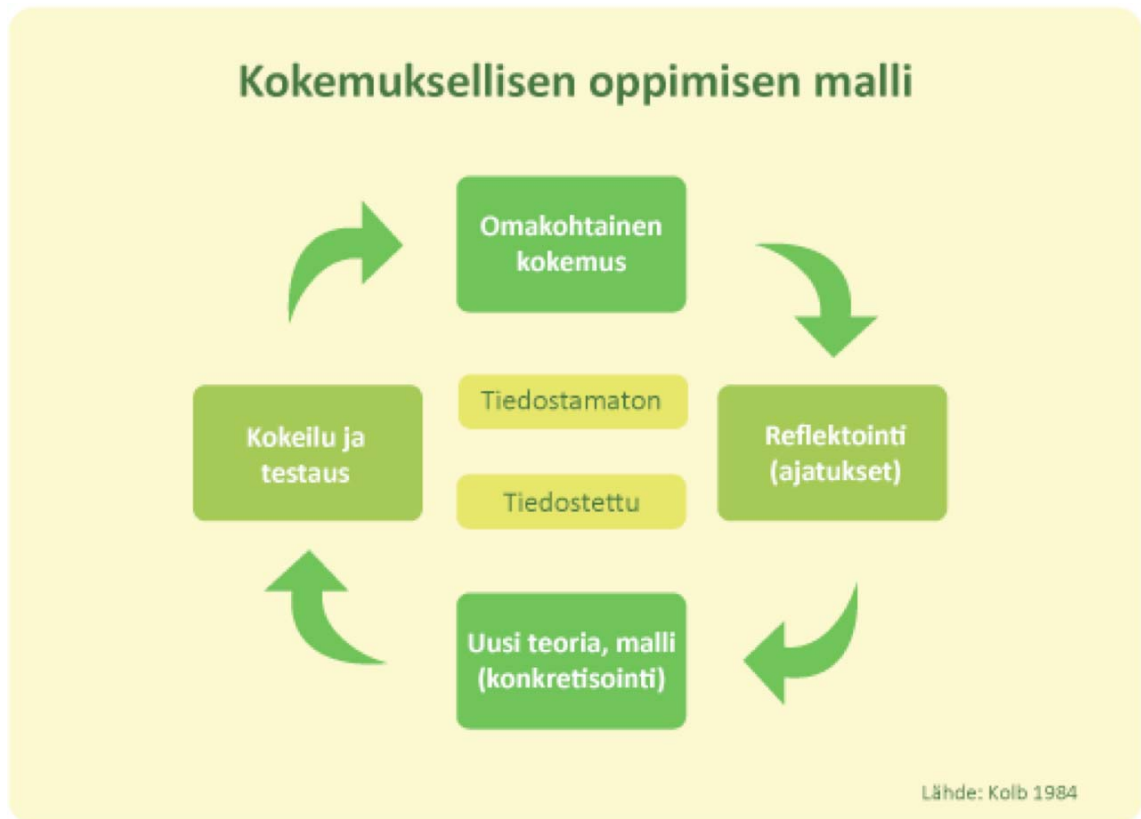 Kokemuksellisen oppimisen malli
Omakohtainen
kokemus
Tiedostamaton
Kokeilu ja
testaus
Reflektointi
(ajatukset)
Tiedostettu
Uusi teoria, malli
(konkretisointi)
Lähde: Kolb 1984